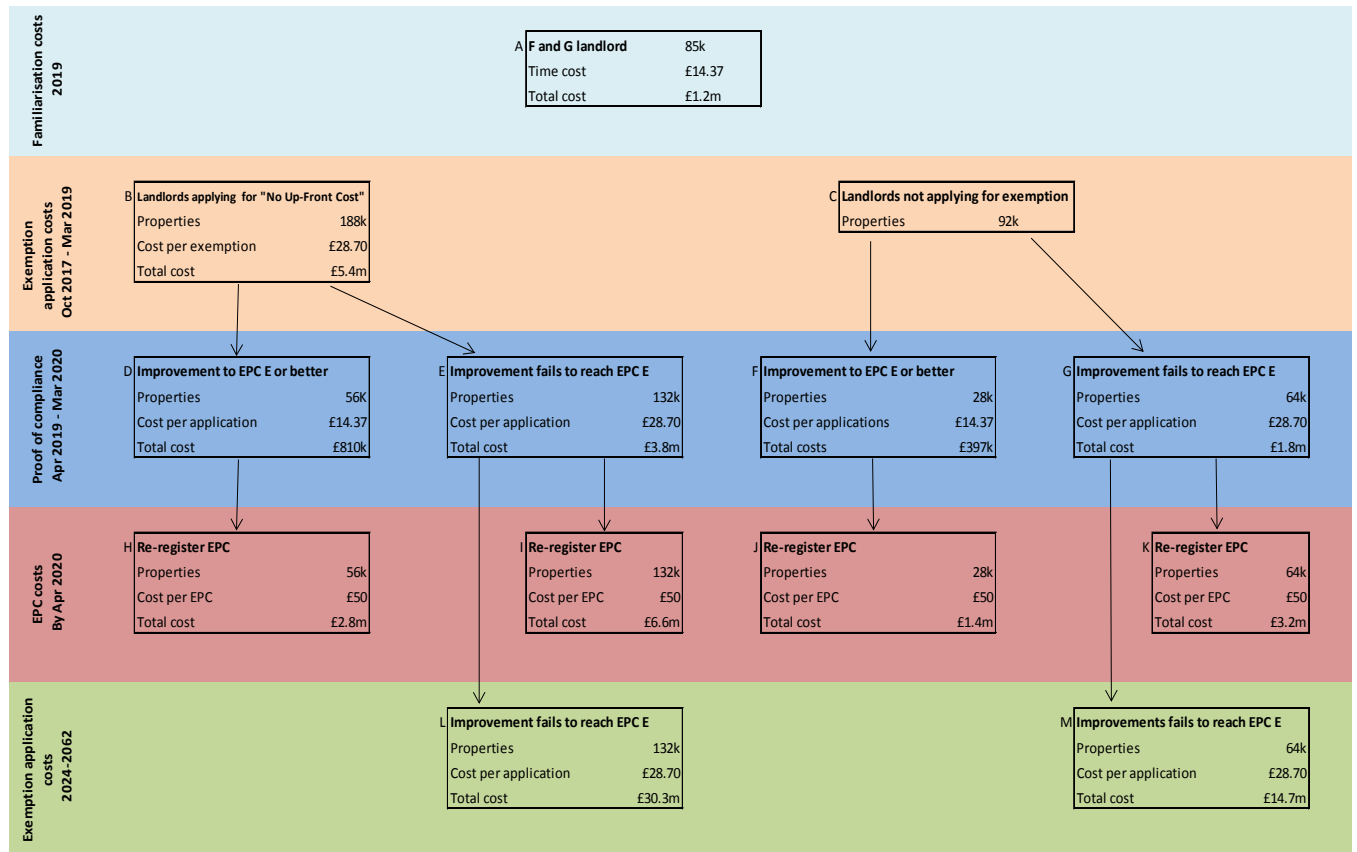 Familiarisation costs
2019
A F and G landlord 85k
Time cost £14.37
Total cost £1.2m
Exemption
application costs
Oct 2017 - Mar 2019
B Landlords applying for "No Up-Front Cost"
Properties 188k
Cost per exemption £28.70
Total cost £5.4m
C Landlords not applying for exemption
Properties 92k
Proof of compliance
Apr 2019 - Mar 2020
D Improvement to EPC E or better
Properties 56K
Cost per application £14.37
Total cost £810k
E Improvement fails to reach EPC E
Properties 132k
Cost per application £28.70
Total cost £3.8m
F Improvement to EPC E or better
Properties 28k
Cost per applications £14.37
Total costs £397k
G Improvement fails to reach EPC E
Properties 64k
Cost per application £28.70
Total cost £1.8m
EPC costs
By Apr 2020
H Re-register EPC
Properties 56k
Cost per EPC £50
Total cost £2.8m
I Re-register EPC
Properties 132k
Cost per EPC £50
Total cost £6.6m
J Re-register EPC
Properties 28k
Cost per EPC £50
Total cost £1.4m
K Re-register EPC
Properties 64k
Cost per EPC £50
Total cost £3.2m
Exemption application
costs
2024-2062
L Improvement fails to reach EPC E
Properties 132k
Cost per application £28.70
Total cost £30.3m
M Improvements fails to reach EPC E
Properties 64k
Cost per application £28.70
Total cost £14.7m